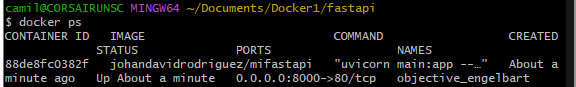 camil@CORSAIRUNSC MINGW64 ~/Documents/Docker1/fastapi
$ docker ps
CONTAINER ID   IMAGE                          COMMAND                  CREATED
             STATUS              PORTS                  NAMES
88de8fc0382f   johandavidrodriguez/mifastapi   "uvicorn main:app --…"   About a
minute ago   Up About a minute   0.0.0.0:8000->80/tcp   objective_engelbart